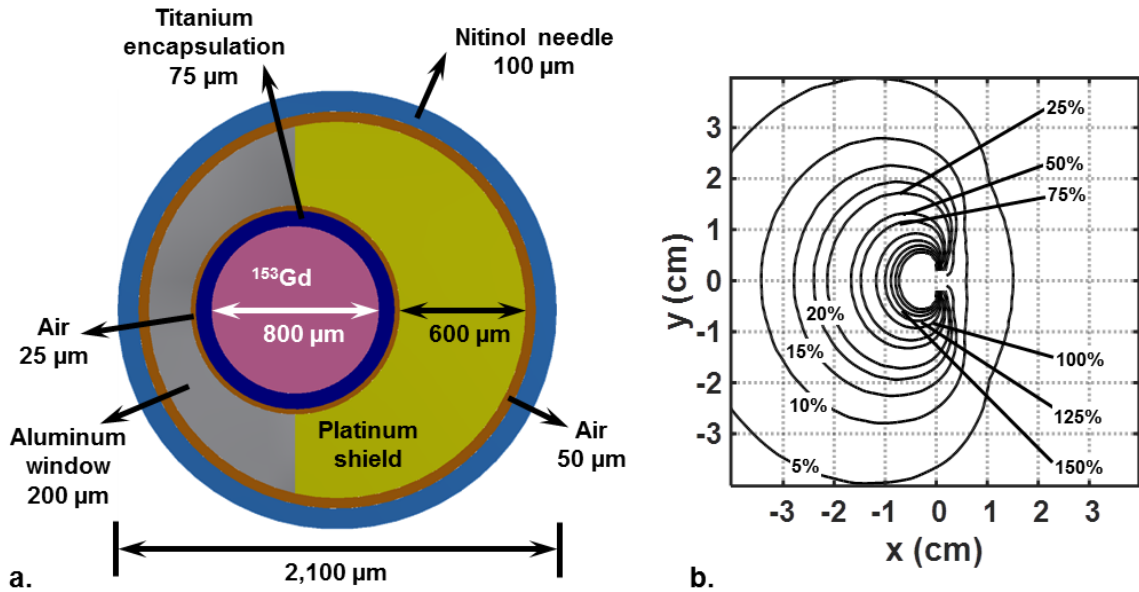 Titanium
encapsulation
75 µm
Nitinol needle
100 µm
¹⁵³Gd
800 µm
600 µm
Air
25 µm
Aluminum
window
200 µm
Platinum
shield
Air
50 µm
2,100 µm
a.
25%
50%
75%
20%
15%
10%
5%
100%
125%
150%
3
2
1
0
-1
-2
-3
y (cm)
-3 -2 -1 0 1 2 3
x (cm)
b.